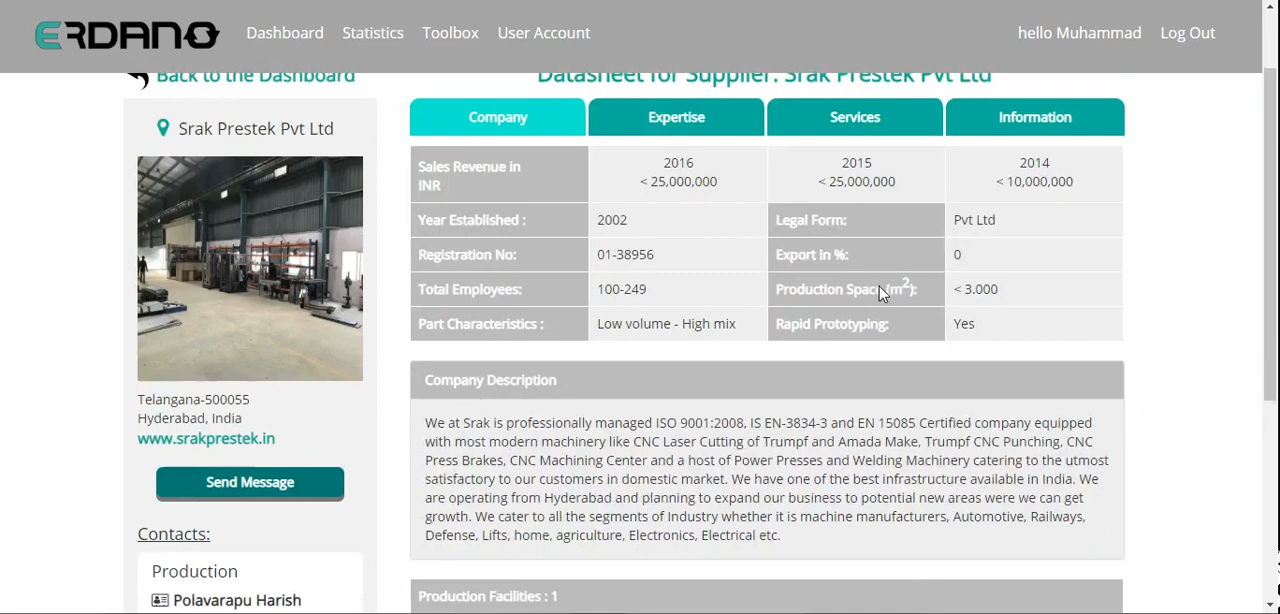 ERDANO
Dashboard Statistics Toolbox User Account hello Muhammad Log Out
Back to the Dashboard
Datasheet for Supplier: Srak Prestek Pvt Ltd
Srak Prestek Pvt Ltd
Telangana-500055
Hyderabad, India
www.srakprestek.in
Send Message
Contacts:
Production
Polavarapu Harish
Company Expertise Services Information
Sales Revenue in INR
2016 < 25,000,000
2015 < 25,000,000
2014 < 10,000,000
Year Established : 2002 Legal Form: Pvt Ltd
Registration No: 01-38956 Export in %: 0
Total Employees: 100-249 Production Space (m²): < 3.000
Part Characteristics : Low volume - High mix Rapid Prototyping: Yes
Company Description
We at Srak is professionally managed ISO 9001:2008, IS EN-3834-3 and EN 15085 Certified company equipped
with most modern machinery like CNC Laser Cutting of Trumpf and Amada Make, Trumpf CNC Punching, CNC
Press Brakes, CNC Machining Center and a host of Power Presses and Welding Machinery catering to the utmost
satisfactory to our customers in domestic market. We have one of the best infrastructure available in India. We
are operating from Hyderabad and planning to expand our business to potential new areas were we can get
growth. We cater to all the segments of Industry whether it is machine manufacturers, Automotive, Railways,
Defense, Lifts, home, agriculture, Electronics, Electrical etc.
Production Facilities : 1